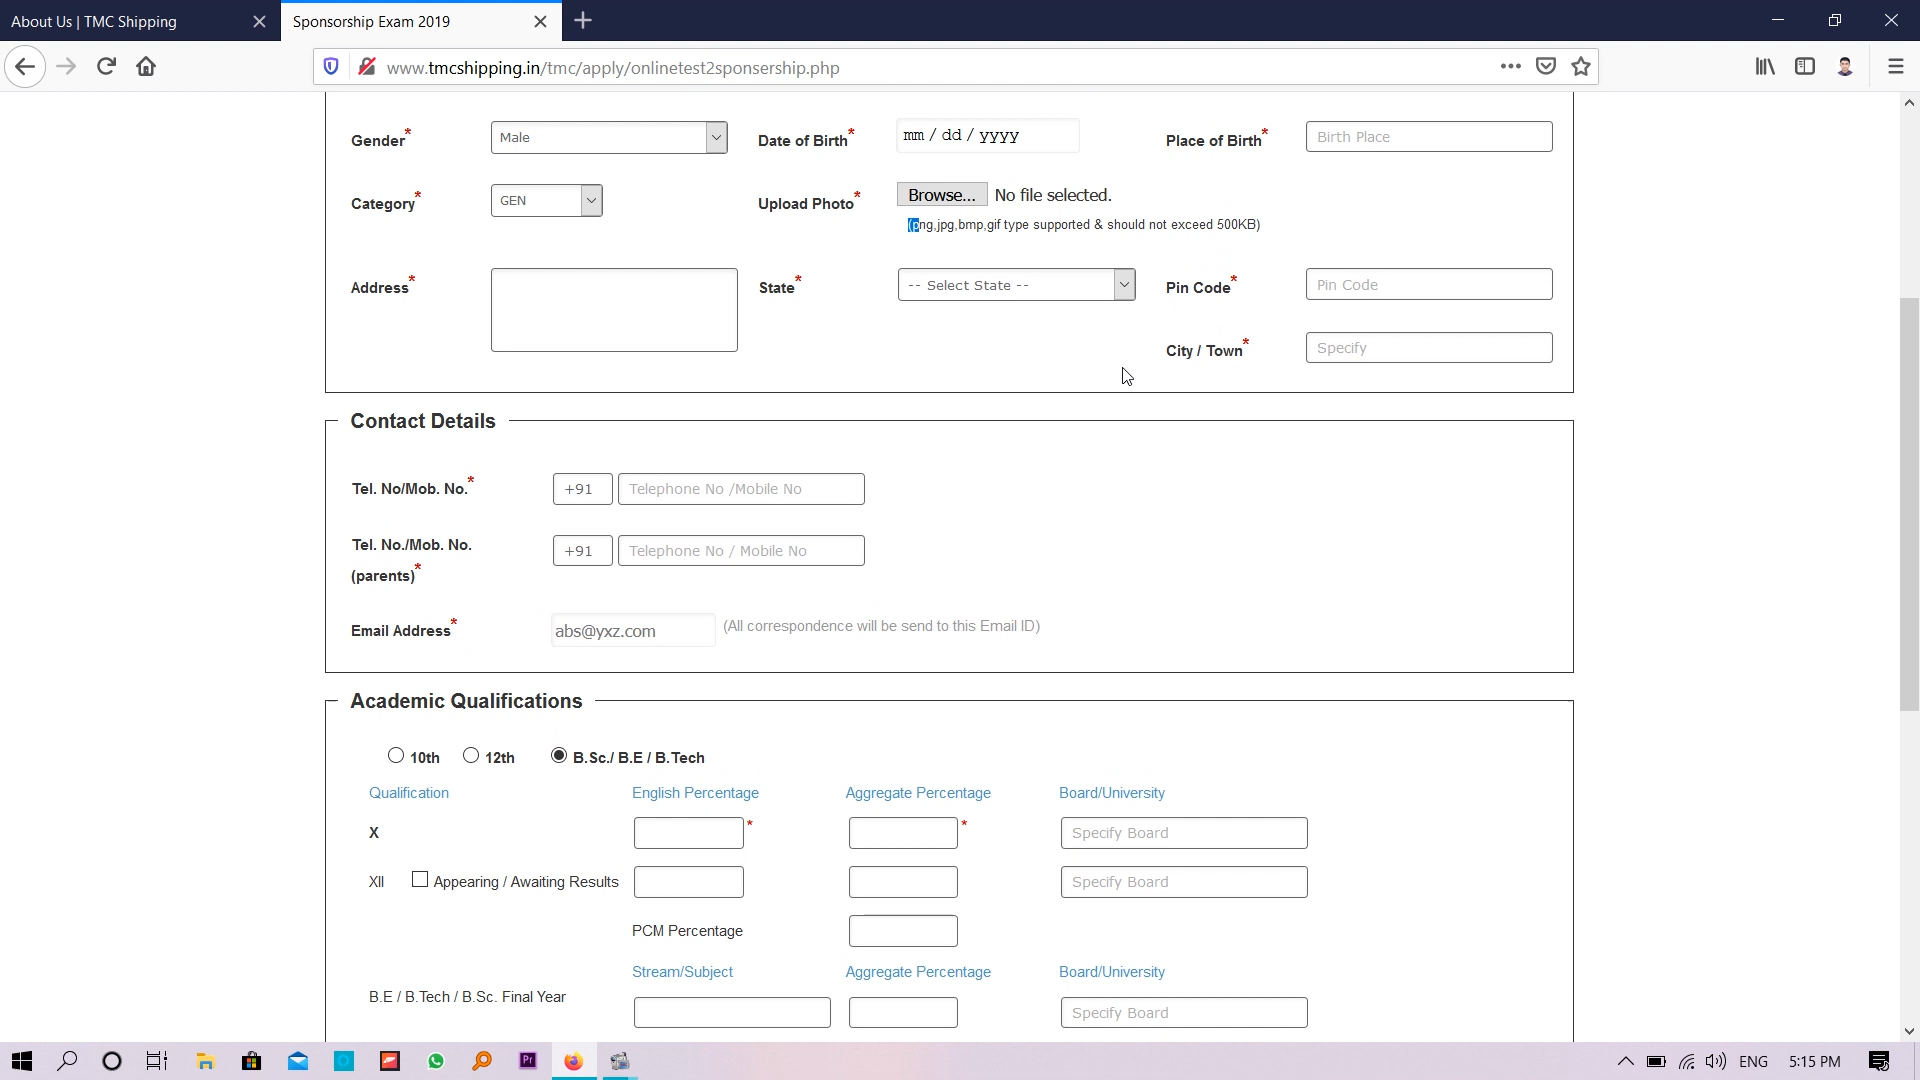 About Us | TMC Shipping
Sponsorship Exam 2019
www.tmcshipping.in/tmc/apply/onlinetest2sponsership.php
Gender* Male Date of Birth* mm / dd / yyyy Place of Birth* Birth Place
Category* GEN Upload Photo* Browse... No file selected.
(png,jpg,bmp,gif type supported & should not exceed 500KB)
Address* State* -- Select State -- Pin Code* Pin Code
City / Town* Specify
Contact Details
Tel. No/Mob. No.* +91 Telephone No /Mobile No
Tel. No./Mob. No. +91 Telephone No / Mobile No
(parents)*
Email Address* abs@yxz.com (All correspondence will be send to this Email ID)
Academic Qualifications
10th 12th B.Sc./ B.E / B.Tech
Qualification English Percentage Aggregate Percentage Board/University
X * * Specify Board
XII Appearing / Awaiting Results Specify Board
PCM Percentage
Stream/Subject Aggregate Percentage Board/University
B.E / B.Tech / B.Sc. Final Year
Specify Board
Pr ENG 5:15 PM